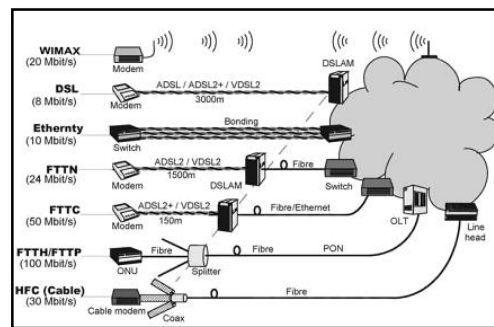 WIMAX
(20 Mbit/s)
Modem
DSLAM
DSL
(8 Mbit/s)
Modem
ADSL / ADSL2+ / VDSL2
3000m
Ethernty
(10 Mbit/s)
Switch
Bonding
FTTN
(24 Mbit/s)
Modem
ADSL2 / VDSL2
1500m
DSLAM
Fibre
Switch
FTTC
(50 Mbit/s)
Modem
ADSL2+ / VDSL2
150m
Fibre/Ethernet
OLT
Line
head
FTTH/FTTP
(100 Mbit/s)
Fibre
ONU
Splitter
Fibre
PON
HFC (Cable)
(30 Mbit/s)
Cable modem
Coax
Fibre